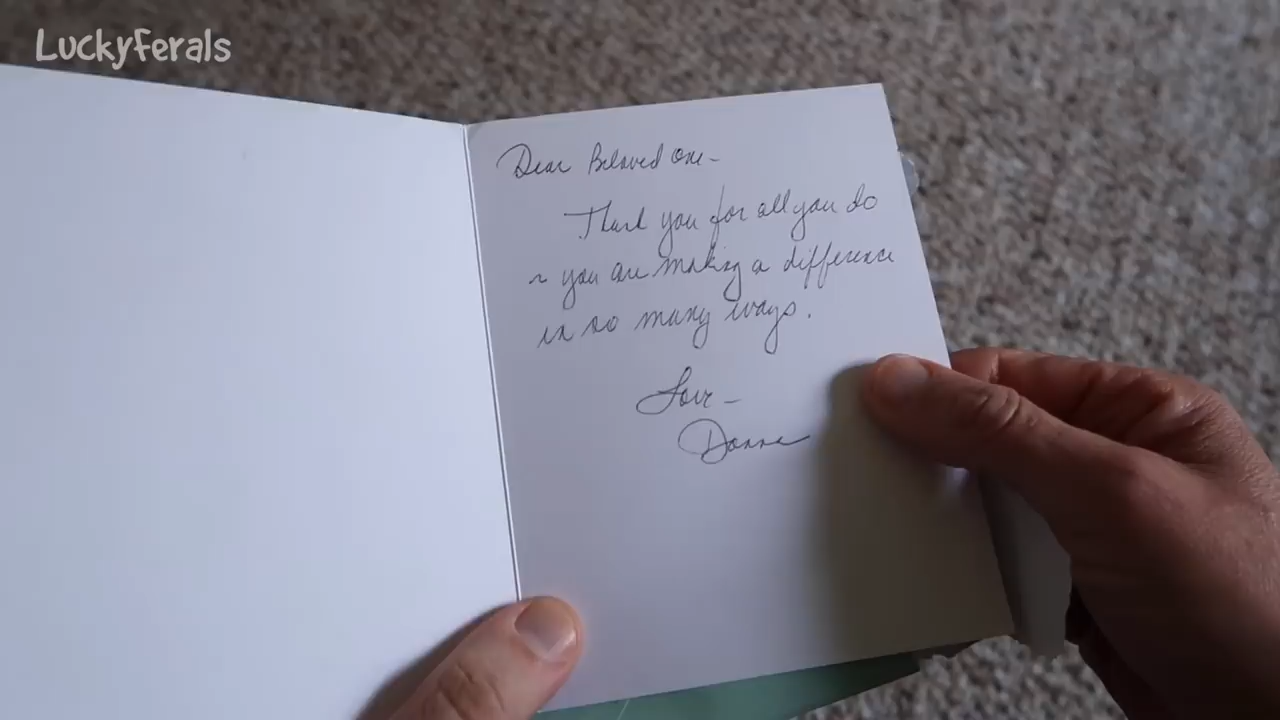 LuckyFerals
Dear Beloved One -
Thank you for all you do
~ you are making a difference
in so many ways.
Love -
Donna